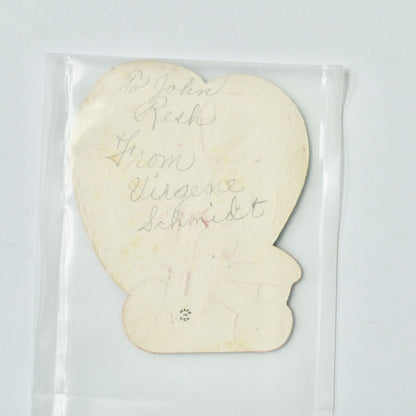 To John
Resh
From
Virgene
Schmidt